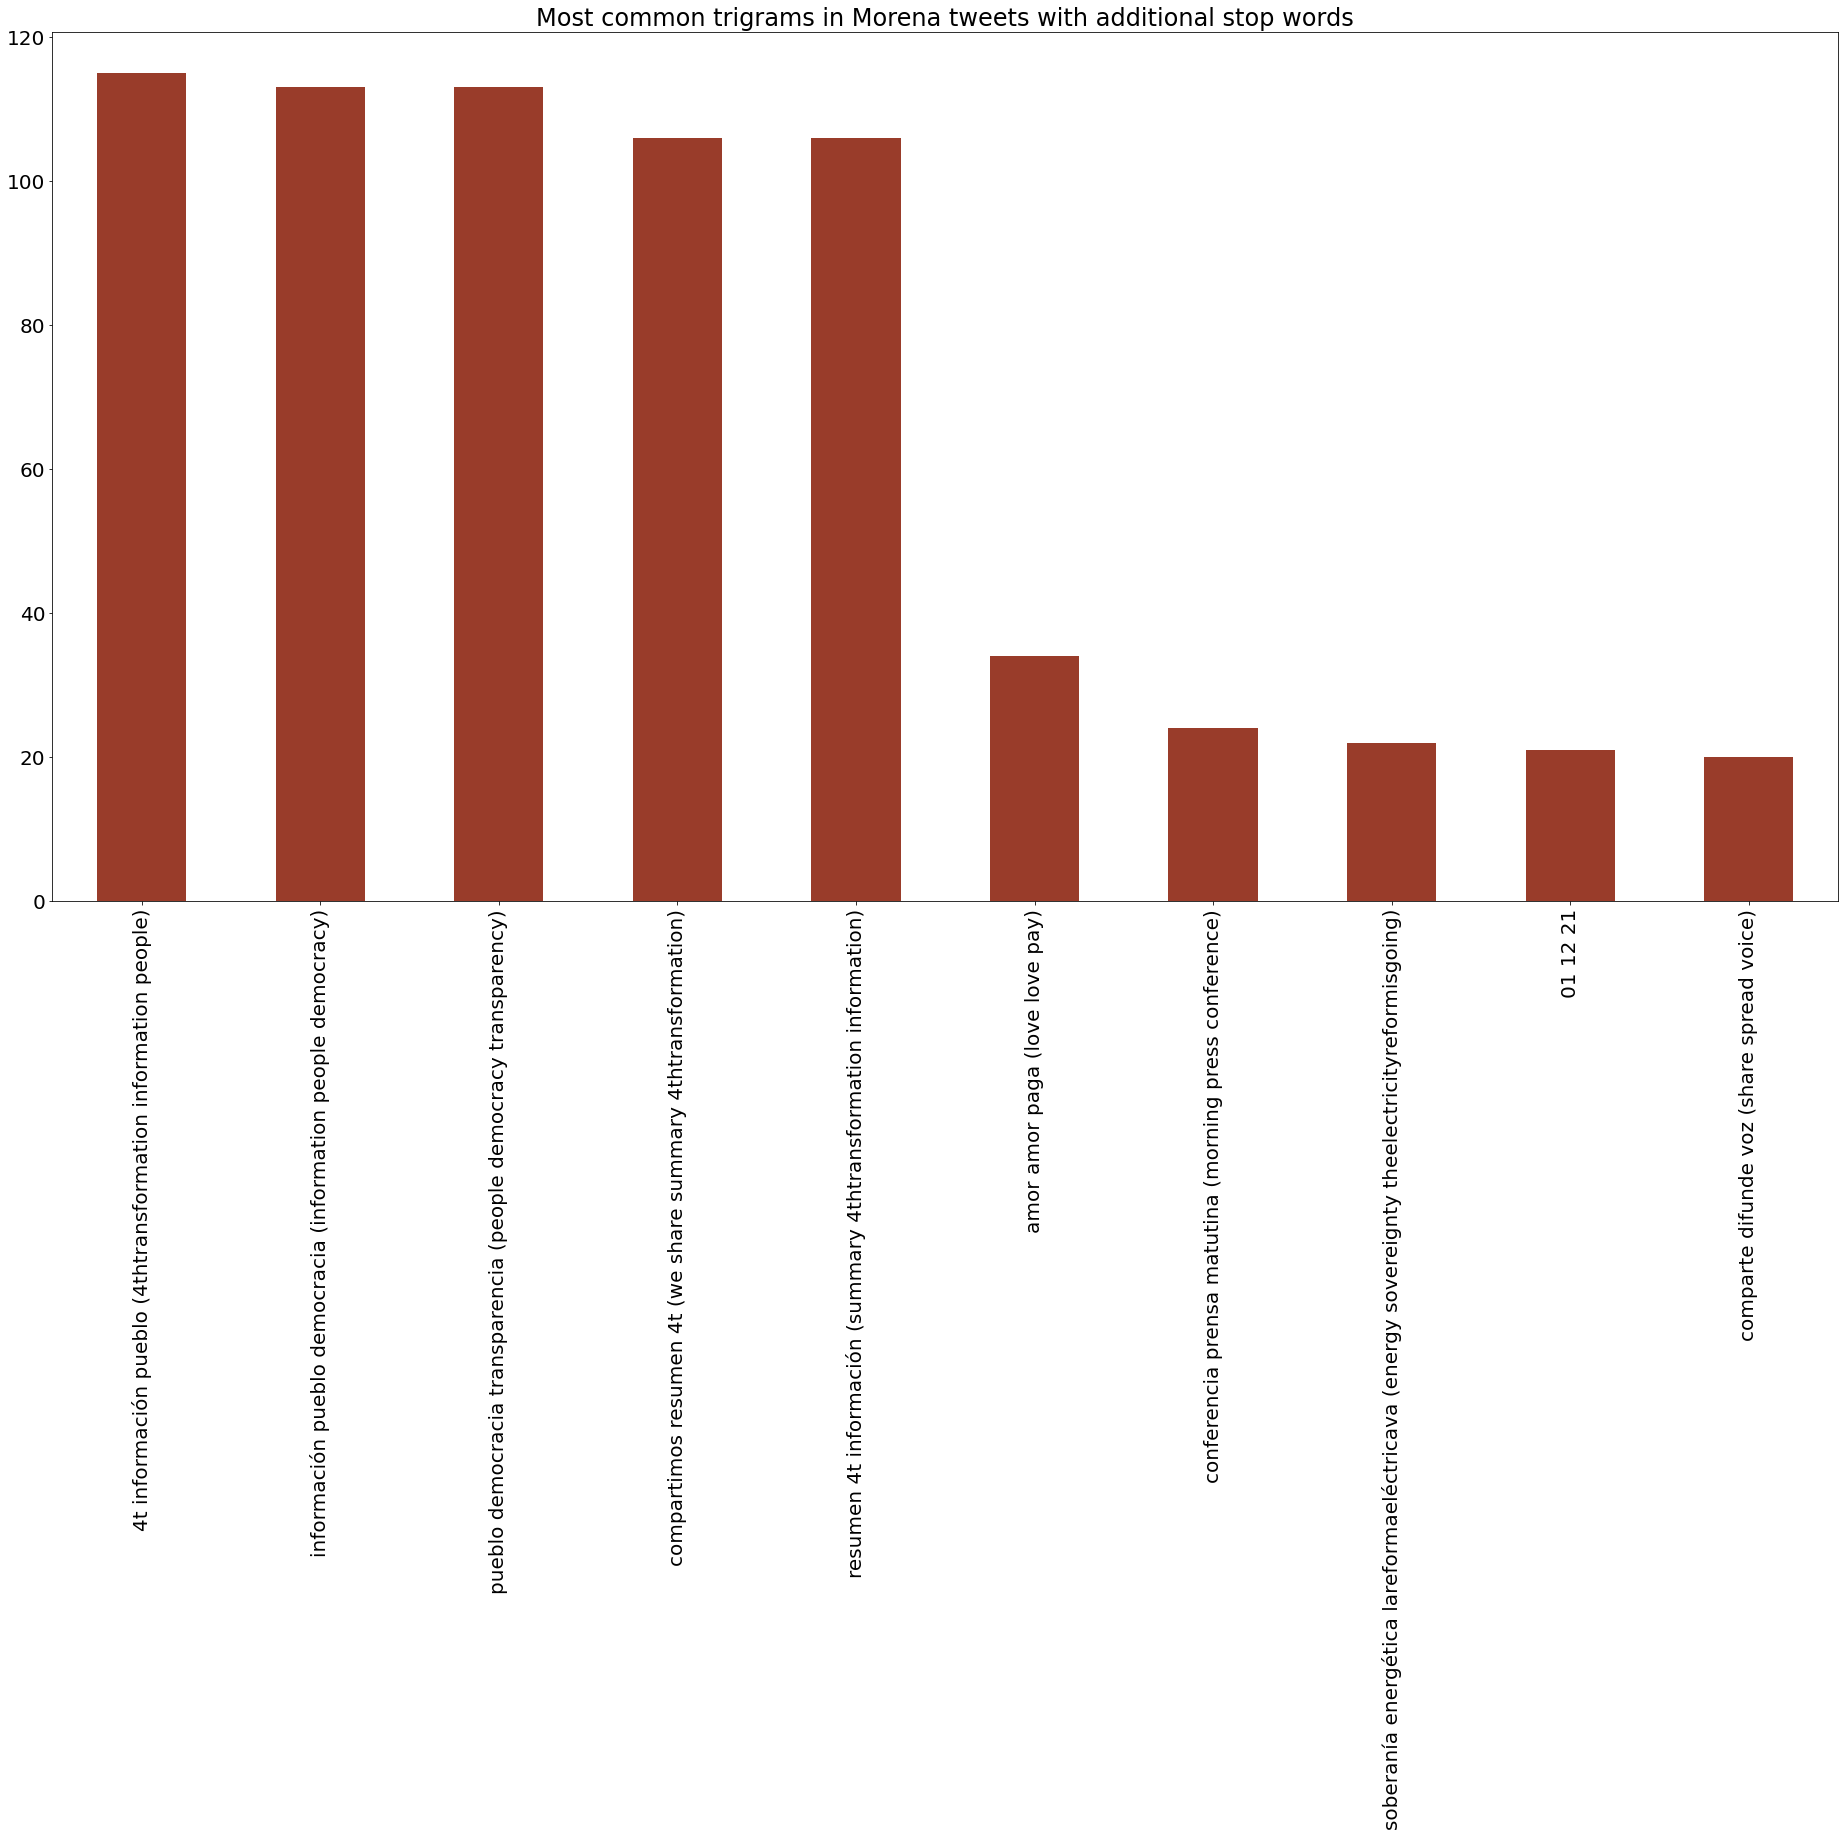 Most common trigrams in Morena tweets with additional stop words
120
100
80
60
40
20
0
4t información pueblo (4thtransformation information people)
información pueblo democracia (information people democracy)
pueblo democracia transparencia (people democracy transparency)
compartimos resumen 4t (we share summary 4thtransformation)
resumen 4t información (summary 4thtransformation information)
amor amor paga (love love pay)
conferencia prensa matutina (morning press conference)
soberanía energética lareformaeléctricava (energy sovereignty theelectricityreformisgoing)
01 12 21
comparte difunde voz (share spread voice)